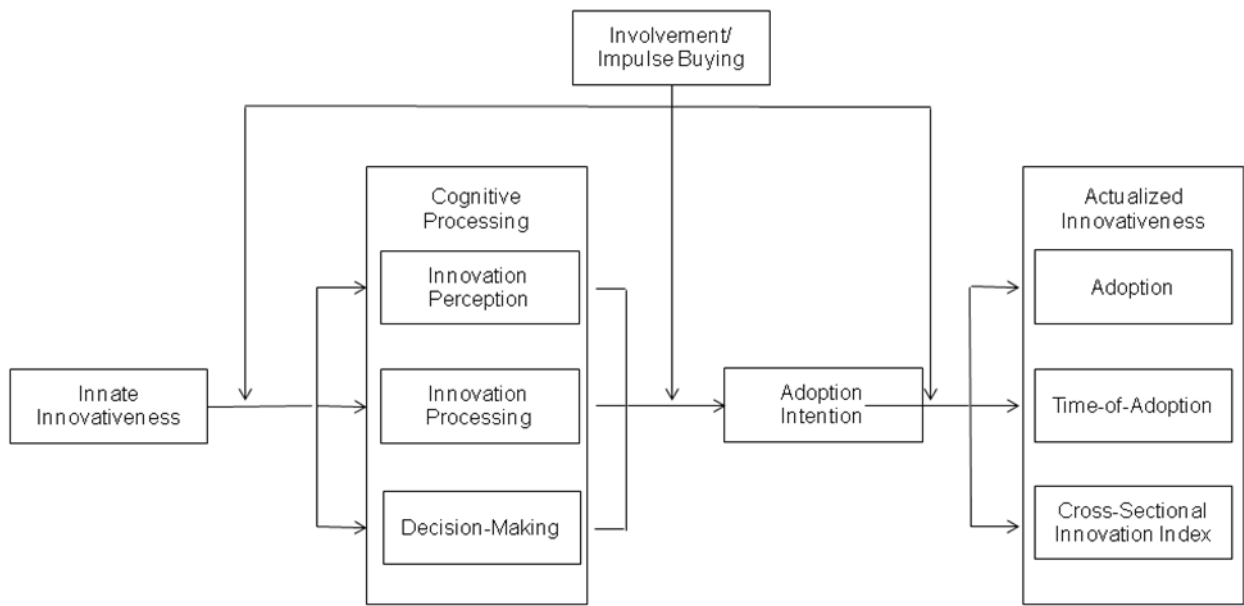 Involvement/
Impulse Buying
Cognitive
Processing
Innovation
Perception
Innovation
Processing
Decision-Making
Innate
Innovativeness
Adoption
Intention
Actualized
Innovativeness
Adoption
Time-of-Adoption
Cross-Sectional
Innovation Index